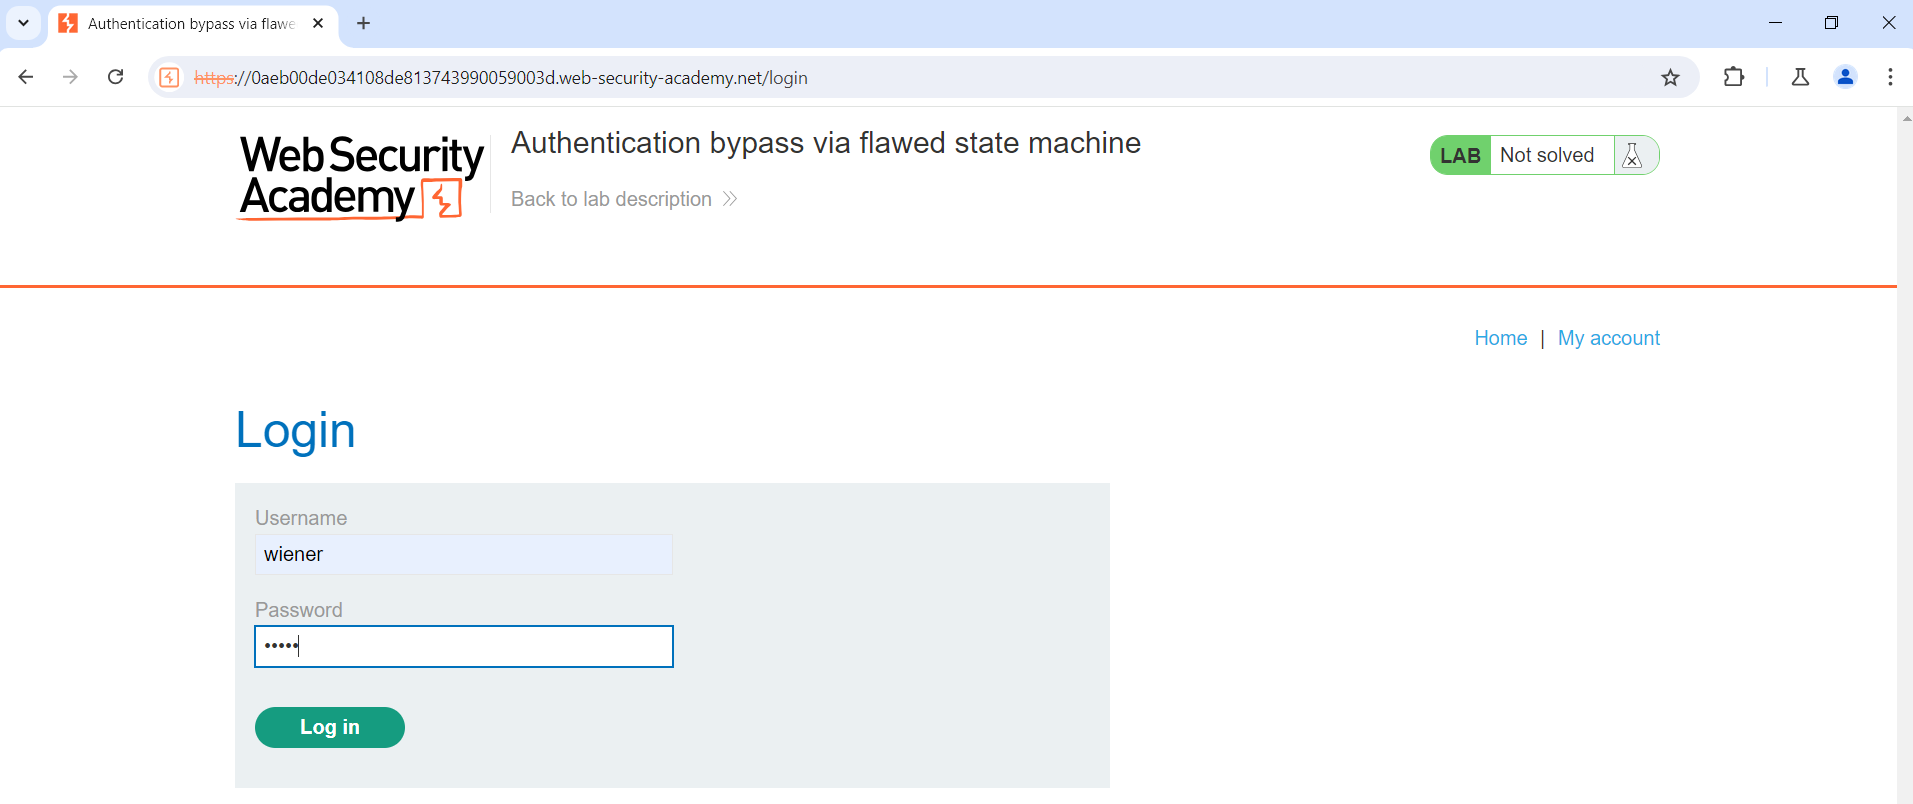 Authentication bypass via flawe
https://0aeb00de034108de813743990059003d.web-security-academy.net/login
Web Security
Academy
Authentication bypass via flawed state machine
Back to lab description
LAB Not solved
Home | My account
Login
Username
wiener
Password
•••••
Log in